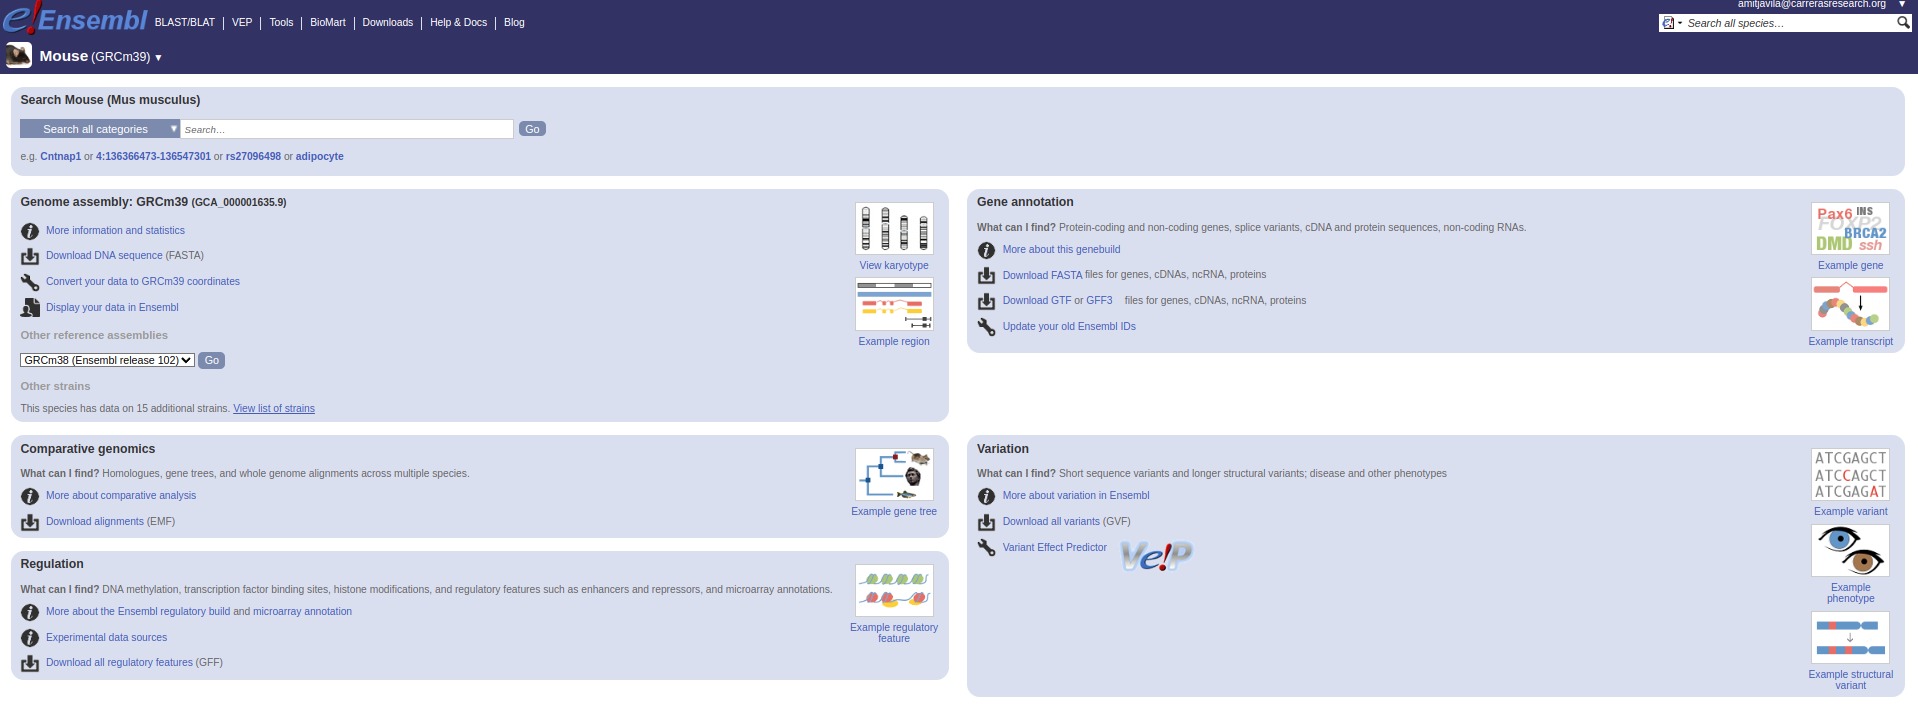 amitjavila@carrerasresearch.org ▼
e!Ensembl BLAST/BLAT VEP Tools BioMart Downloads Help & Docs Blog
Search all species…
Mouse (GRCm39) ▼
Search Mouse (Mus musculus)
Search all categories ▼ Search… Go
e.g. Cntnap1 or 4:136366473-136547301 or rs27096498 or adipocyte
Genome assembly: GRCm39 (GCA_000001635.9)
More information and statistics
Download DNA sequence (FASTA)
Convert your data to GRCm39 coordinates
Display your data in Ensembl
Other reference assemblies
GRCm38 (Ensembl release 102) Go
Other strains
This species has data on 15 additional strains. View list of strains
View karyotype
Example region
Gene annotation
What can I find? Protein-coding and non-coding genes, splice variants, cDNA and protein sequences, non-coding RNAs.
More about this genebuild
Download FASTA files for genes, cDNAs, ncRNA, proteins
Download GTF or GFF3 files for genes, cDNAs, ncRNA, proteins
Update your old Ensembl IDs
Pax6 INS
FOXP2
BRCA2
DMD ssh
Example gene
Example transcript
Comparative genomics
What can I find? Homologues, gene trees, and whole genome alignments across multiple species.
More about comparative analysis
Download alignments (EMF)
Example gene tree
Regulation
What can I find? DNA methylation, transcription factor binding sites, histone modifications, and regulatory features such as enhancers and repressors, and microarray annotations.
More about the Ensembl regulatory build and microarray annotation
Experimental data sources
Download all regulatory features (GFF)
Example regulatory
feature
Variation
What can I find? Short sequence variants and longer structural variants; disease and other phenotypes
More about variation in Ensembl
Download all variants (GVF)
Variant Effect Predictor Ve!P
ATCGAGCT
ATCCAGCT
ATCGAGAT
Example variant
Example
phenotype
Example structural
variant